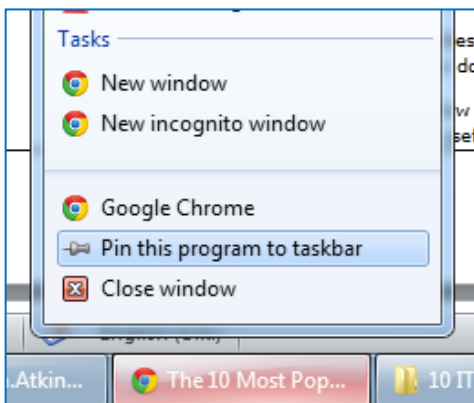 Tasks
New window
New incognito window
Google Chrome
Pin this program to taskbar
Close window
.Atkin...
The 10 Most Pop...
10 IT